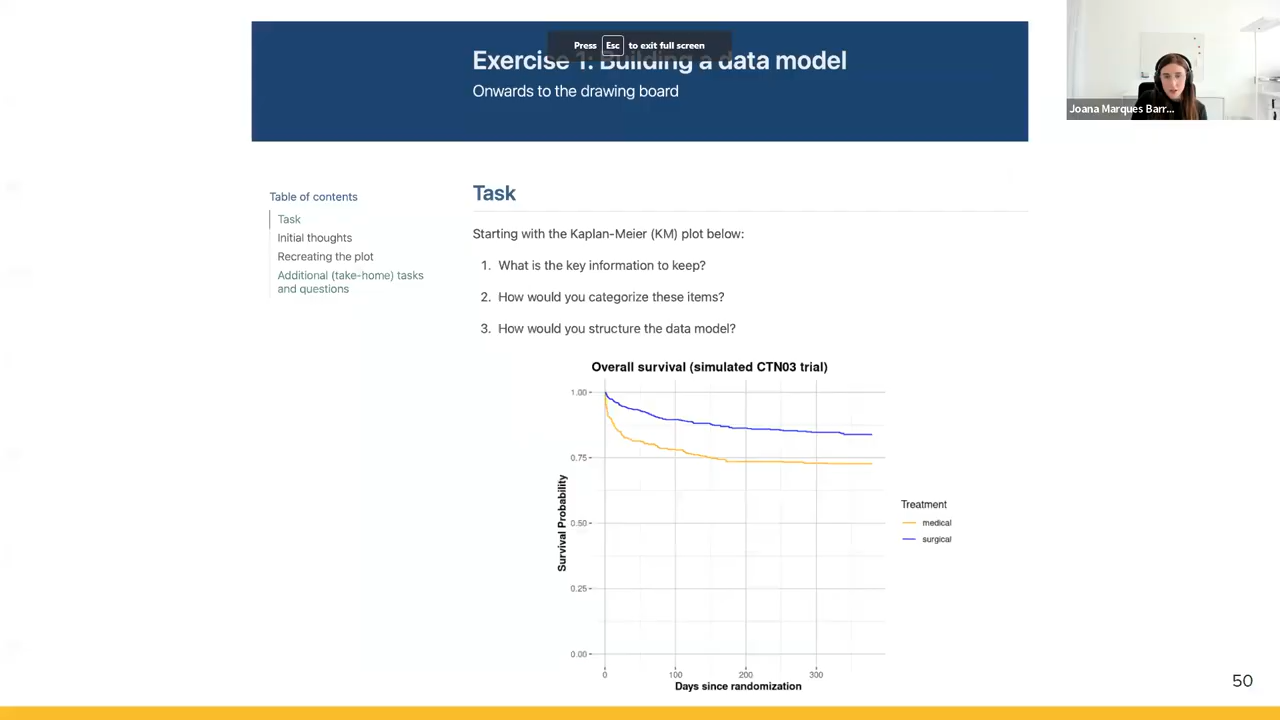 Press Esc to exit full screen
Exercise 1: Building a data model
Onwards to the drawing board
Joana Marques Barr...
Table of contents
Task
Initial thoughts
Recreating the plot
Additional (take-home) tasks
and questions
Task
Starting with the Kaplan-Meier (KM) plot below:
1. What is the key information to keep?
2. How would you categorize these items?
3. How would you structure the data model?
Overall survival (simulated CTN03 trial)
1.00
0.75
0.50
0.25
0.00
Survival Probability
0 100 200 300
Days since randomization
Treatment
medical
surgical
50